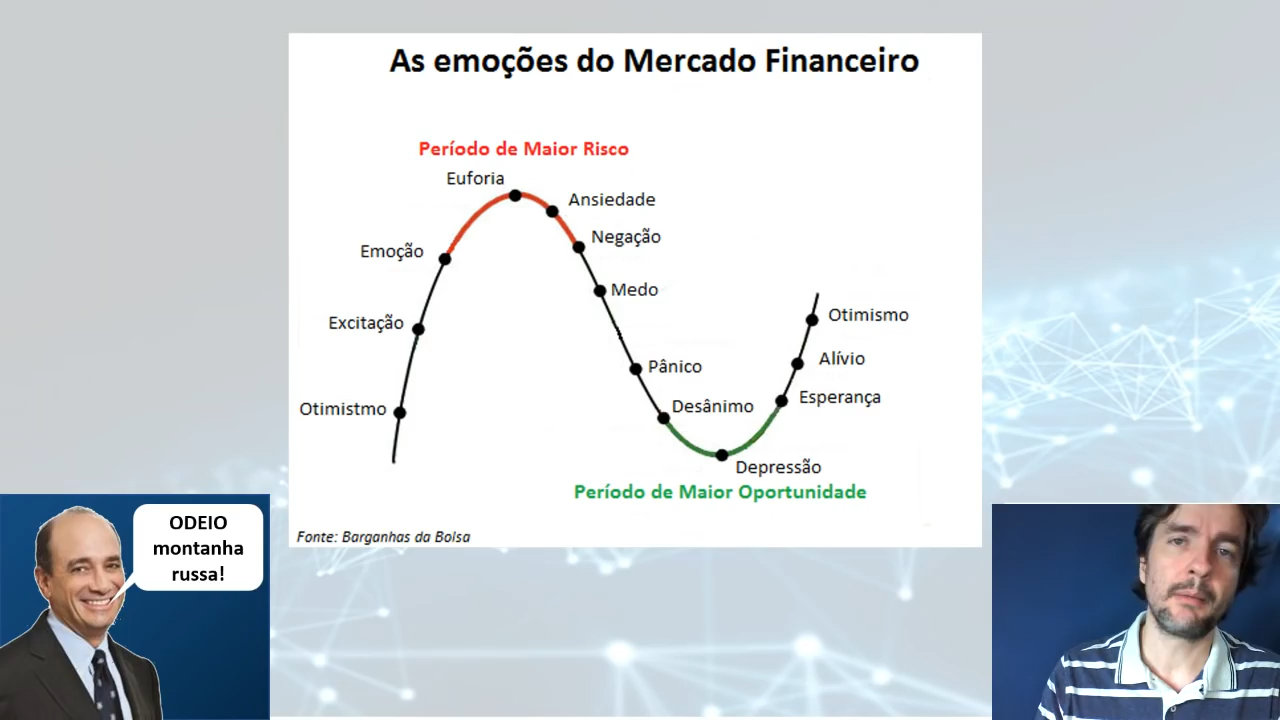 As emoções do Mercado Financeiro
Período de Maior Risco
Euforia
Ansiedade
Negação
Emoção
Medo
Excitação
Otimismo
Alívio
Pânico
Esperança
Otimistmo
Desânimo
Depressão
Período de Maior Oportunidade
Fonte: Barganhas da Bolsa
ODEIO
montanha
russa!